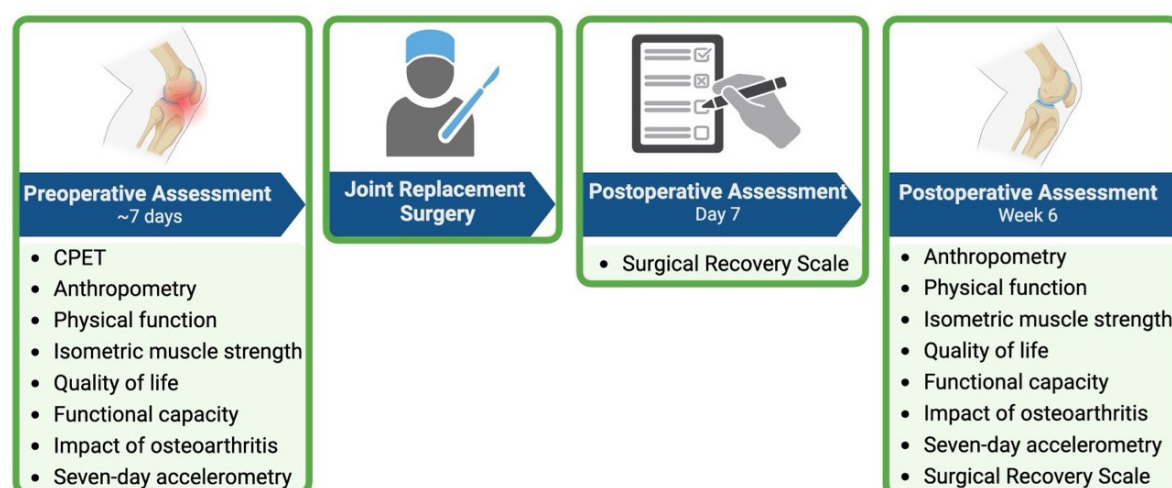 Preoperative Assessment
~7 days
• CPET
• Anthropometry
• Physical function
• Isometric muscle strength
• Quality of life
• Functional capacity
• Impact of osteoarthritis
• Seven-day accelerometry
Joint Replacement
Surgery
Postoperative Assessment
Day 7
• Surgical Recovery Scale
Postoperative Assessment
Week 6
• Anthropometry
• Physical function
• Isometric muscle strength
• Quality of life
• Functional capacity
• Impact of osteoarthritis
• Seven-day accelerometry
• Surgical Recovery Scale